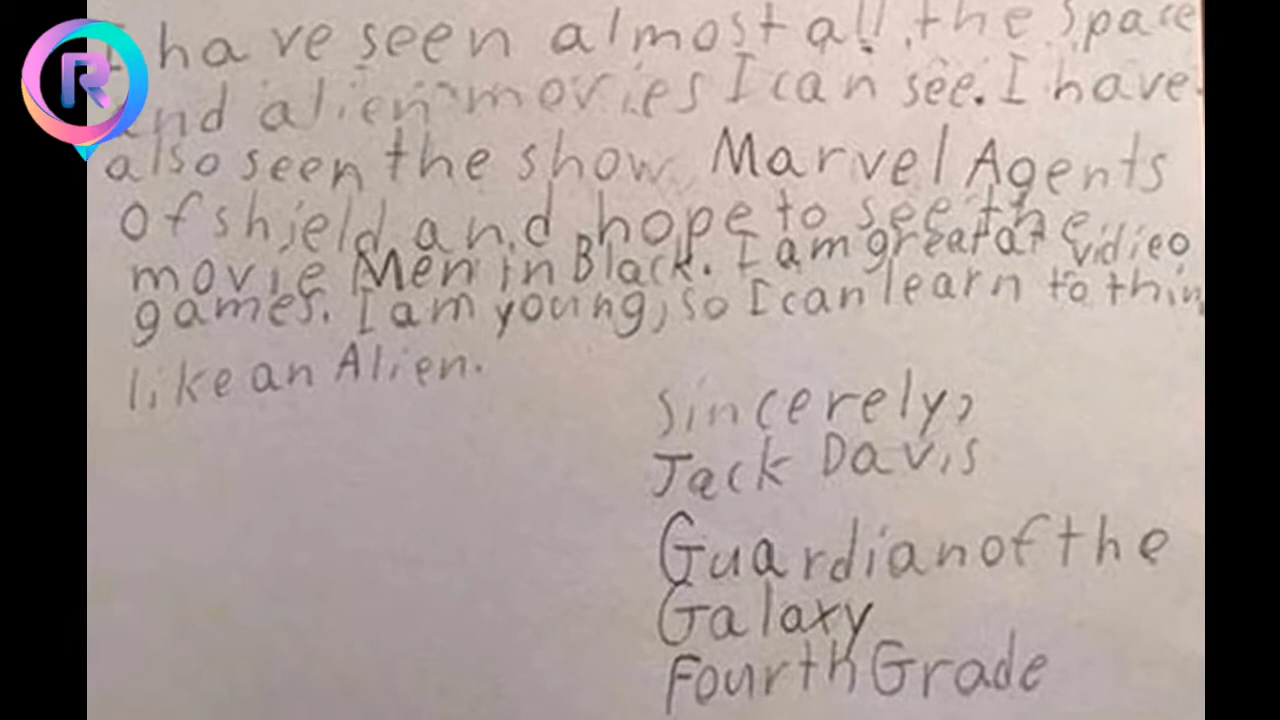 I have seen almost all the space
and alien movies I can see. I have
also seen the show Marvel Agents
of shield and hope to see the
movie Men in Black. I am great at vidieo
games. I am young, so I can learn to thin
like an Alien.
Sincerely,
Jack Davis
Guardian of the
Galaxy
Fourth Grade
R